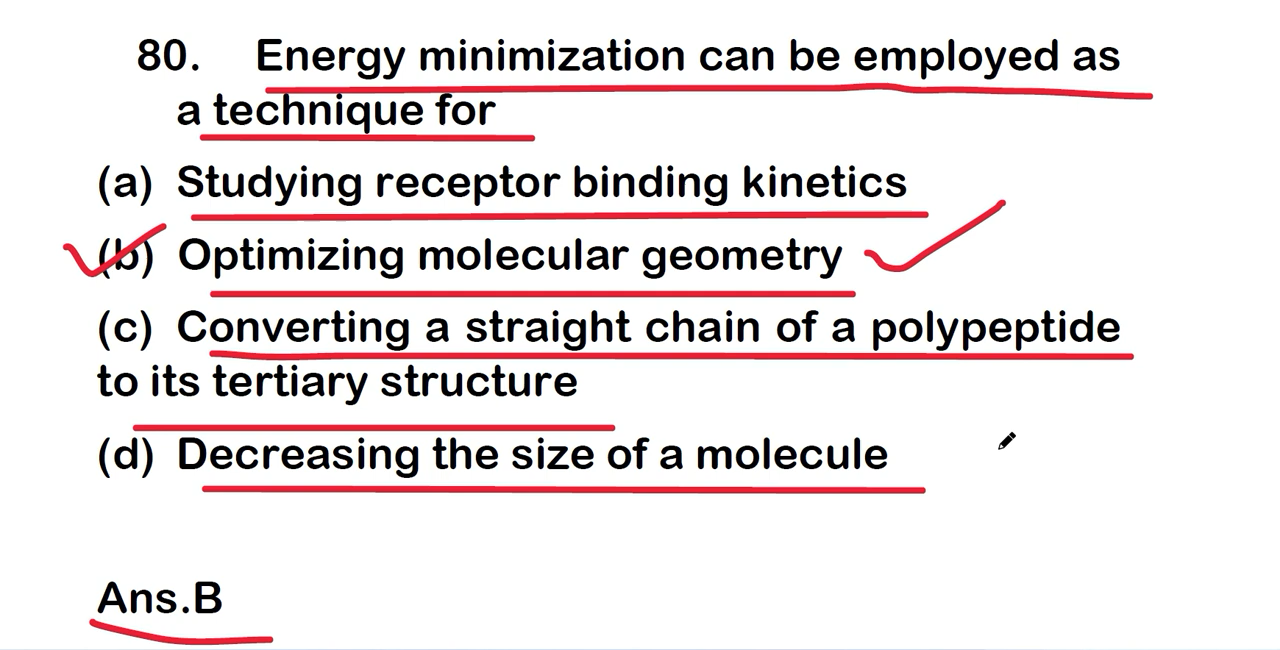 80. Energy minimization can be employed as
a technique for
(a) Studying receptor binding kinetics
(b) Optimizing molecular geometry
(c) Converting a straight chain of a polypeptide
to its tertiary structure
(d) Decreasing the size of a molecule
Ans.B